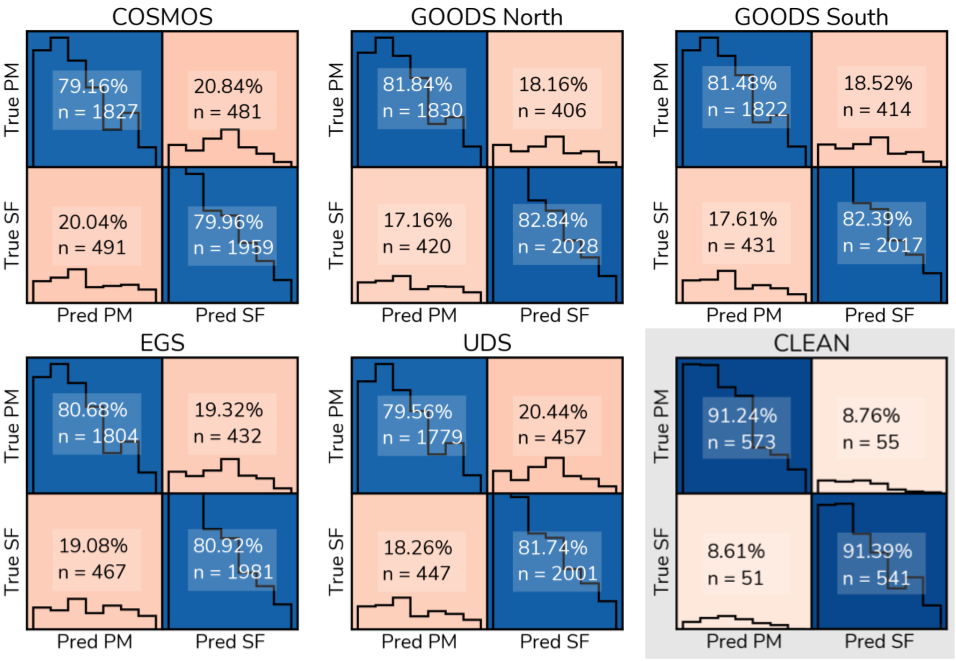 COSMOS
GOODS North
GOODS South
True PM
79.16%
n = 1827
20.84%
n = 481
True PM
81.84%
n = 1830
18.16%
n = 406
True PM
81.48%
n = 1822
18.52%
n = 414
True SF
20.04%
n = 491
79.96%
n = 1959
True SF
17.16%
n = 420
82.84%
n = 2028
True SF
17.61%
n = 431
82.39%
n = 2017
Pred PM
Pred SF
Pred PM
Pred SF
Pred PM
Pred SF
EGS
UDS
CLEAN
True PM
80.68%
n = 1804
19.32%
n = 432
True PM
79.56%
n = 1779
20.44%
n = 457
True PM
91.24%
n = 573
8.76%
n = 55
True SF
19.08%
n = 467
80.92%
n = 1981
True SF
18.26%
n = 447
81.74%
n = 2001
True SF
8.61%
n = 51
91.39%
n = 541
Pred PM
Pred SF
Pred PM
Pred SF
Pred PM
Pred SF